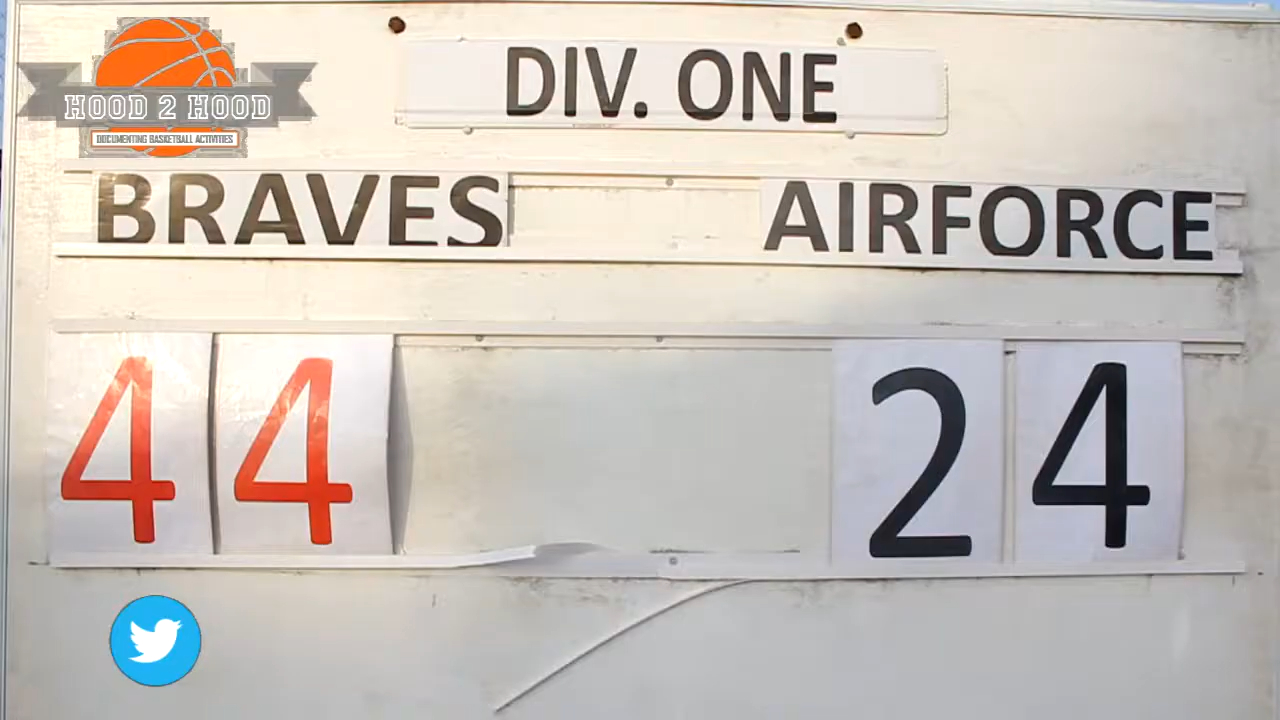 HOOD 2 HOOD
DOCUMENTING BASKETBALL ACTIVITIES
DIV. ONE
BRAVES AIRFORCE
44 24